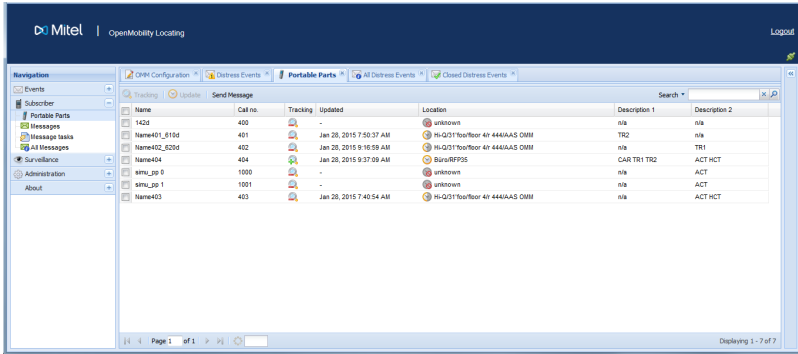 Mitel | OpenMobility Locating
Logout
Navigation
OMM Configuration Distress Events Portable Parts All Distress Events Closed Distress Events
Events
Tracking Update Send Message Search
Subscriber
Name Call no. Tracking Updated Location Description 1 Description 2
Portable Parts
142d 400 - unknown n/a n/a
Messages
Name401_610d 401 Jan 28, 2015 7:50:37 AM Hi-Q/31'foo/floor 4/r 444/AAS OMM TR2 n/a
Message tasks
Name402_620d 402 Jan 28, 2015 9:16:59 AM Hi-Q/31'foo/floor 4/r 444/AAS OMM n/a TR1
All Messages
Name404 404 Jan 28, 2015 9:37:09 AM Büro/RFP35 CAR TR1 TR2 ACT HCT
Surveillance
simu_pp 0 1000 - unknown n/a ACT
Administration
simu_pp 1 1001 - unknown n/a ACT
About
Name403 403 Jan 28, 2015 7:40:54 AM Hi-Q/31'foo/floor 4/r 444/AAS OMM n/a ACT HCT
Page 1 of 1 Displaying 1 - 7 of 7